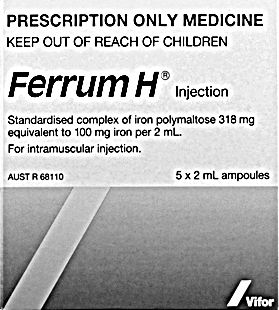 PRESCRIPTION ONLY MEDICINE
KEEP OUT OF REACH OF CHILDREN
Ferrum H® Injection
Standardised complex of iron polymaltose 318 mg
equivalent to 100 mg iron per 2 mL.
For intramuscular injection.
AUST R 68110 5 x 2 mL ampoules
Vifor